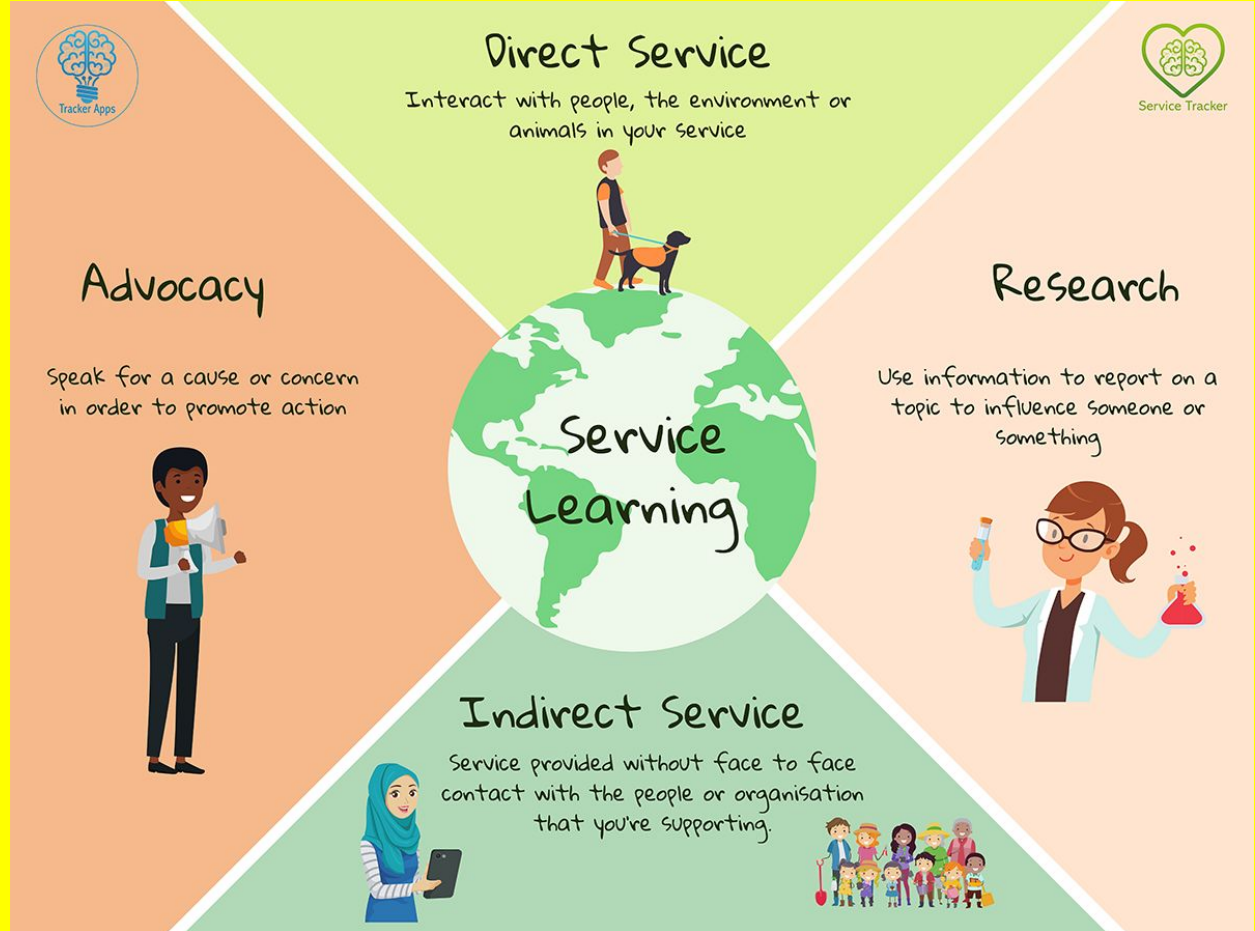 Tracker Apps
Direct Service
Interact with people, the environment or
animals in your service
Service Tracker
Advocacy
Speak for a cause or concern
in order to promote action
Research
Use information to report on a
topic to influence someone or
something
Service
Learning
Indirect Service
Service provided without face to face
contact with the people or organisation
that you're supporting.